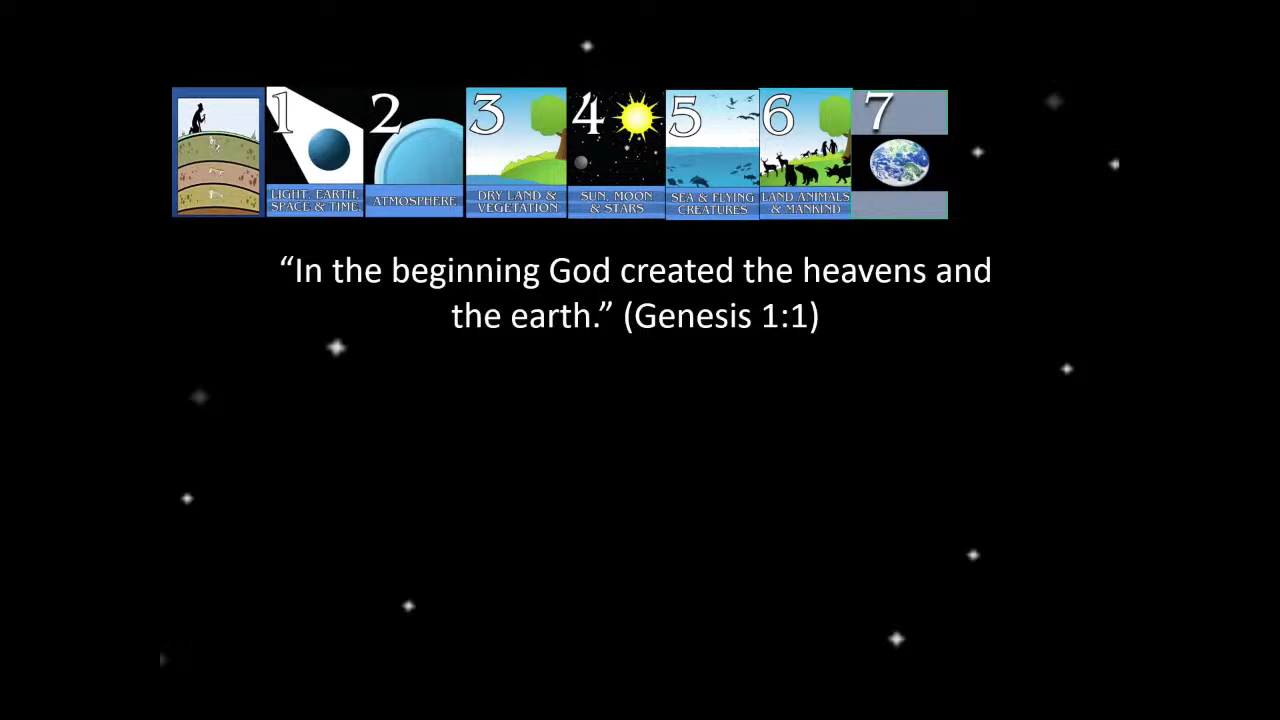 1
LIGHT, EARTH,
SPACE & TIME
2
ATMOSPHERE
3
DRY LAND &
VEGETATION
4
SUN, MOON
& STARS
5
SEA & FLYING
CREATURES
6
LAND ANIMALS
& MANKIND
7
“In the beginning God created the heavens and
the earth.” (Genesis 1:1)